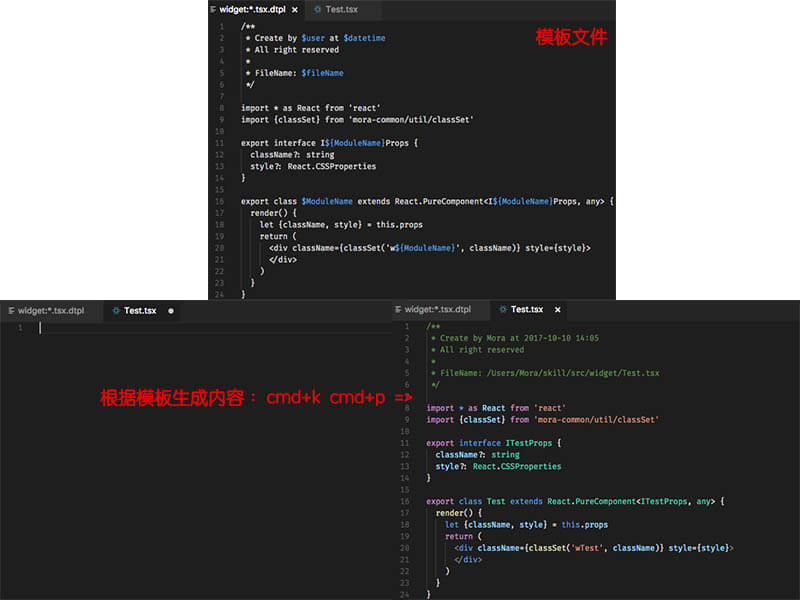 widget:*.tsx.dtpl × Test.tsx
模板文件
1 /**
2 * Create by $user at $datetime
3 * All right reserved
4 *
5 * FileName: $fileName
6 */
7
8 import * as React from 'react'
9 import {classSet} from 'mora-common/util/classSet'
10
11 export interface I${ModuleName}Props {
12 className?: string
13 style?: React.CSSProperties
14 }
15
16 export class $ModuleName extends React.PureComponent<I${ModuleName}Props, any> {
17 render() {
18 let {className, style} = this.props
19 return (
20 <div className={classSet('w${ModuleName}', className)} style={style}>
21 </div>
22 )
23 }
24 }
widget:*.tsx.dtpl Test.tsx ●
1
根据模板生成内容：cmd+k cmd+p =>
widget:*.tsx.dtpl Test.tsx ×
1 /**
2 * Create by Mora at 2017-10-10 14:05
3 * All right reserved
4 *
5 * FileName: /Users/Mora/skill/src/widget/Test.tsx
6 */
8 import * as React from 'react'
9 import {classSet} from 'mora-common/util/classSet'
10
11 export interface ITestProps {
12 className?: string
13 style?: React.CSSProperties
14 }
15
16 export class Test extends React.PureComponent<ITestProps, any> {
17 render() {
18 let {className, style} = this.props
19 return (
20 <div className={classSet('wTest', className)} style={style}>
21 </div>
22 )
23 }
24 }